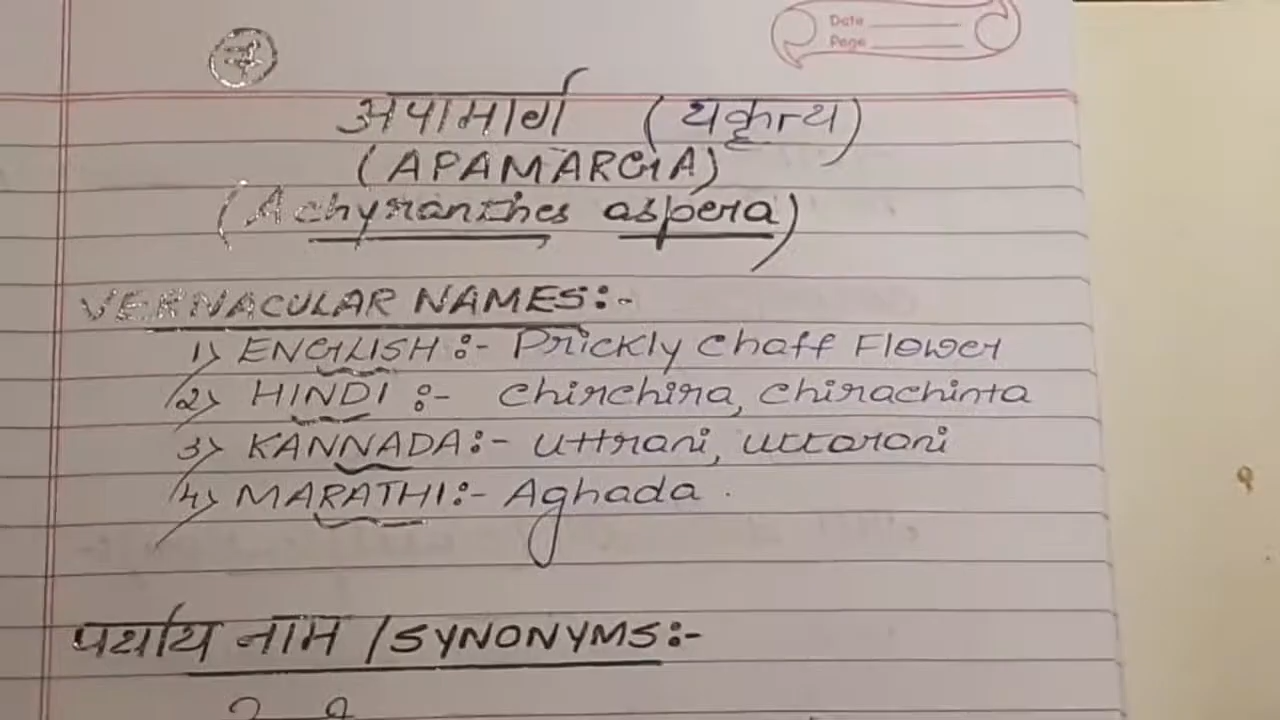 Date
Page
अपामार्ग (यकृत्य)
(APAMARGA)
(Achyranthes aspera)
VERNACULAR NAMES:-
1) ENGLISH :- Prickly chaff Flower
2) HINDI :- Chirchira, Chirachinta
3) KANNADA:- Uttrani, Uttarani
4) MARATHI:- Aghada .
पर्याय नाम /SYNONYMS:-